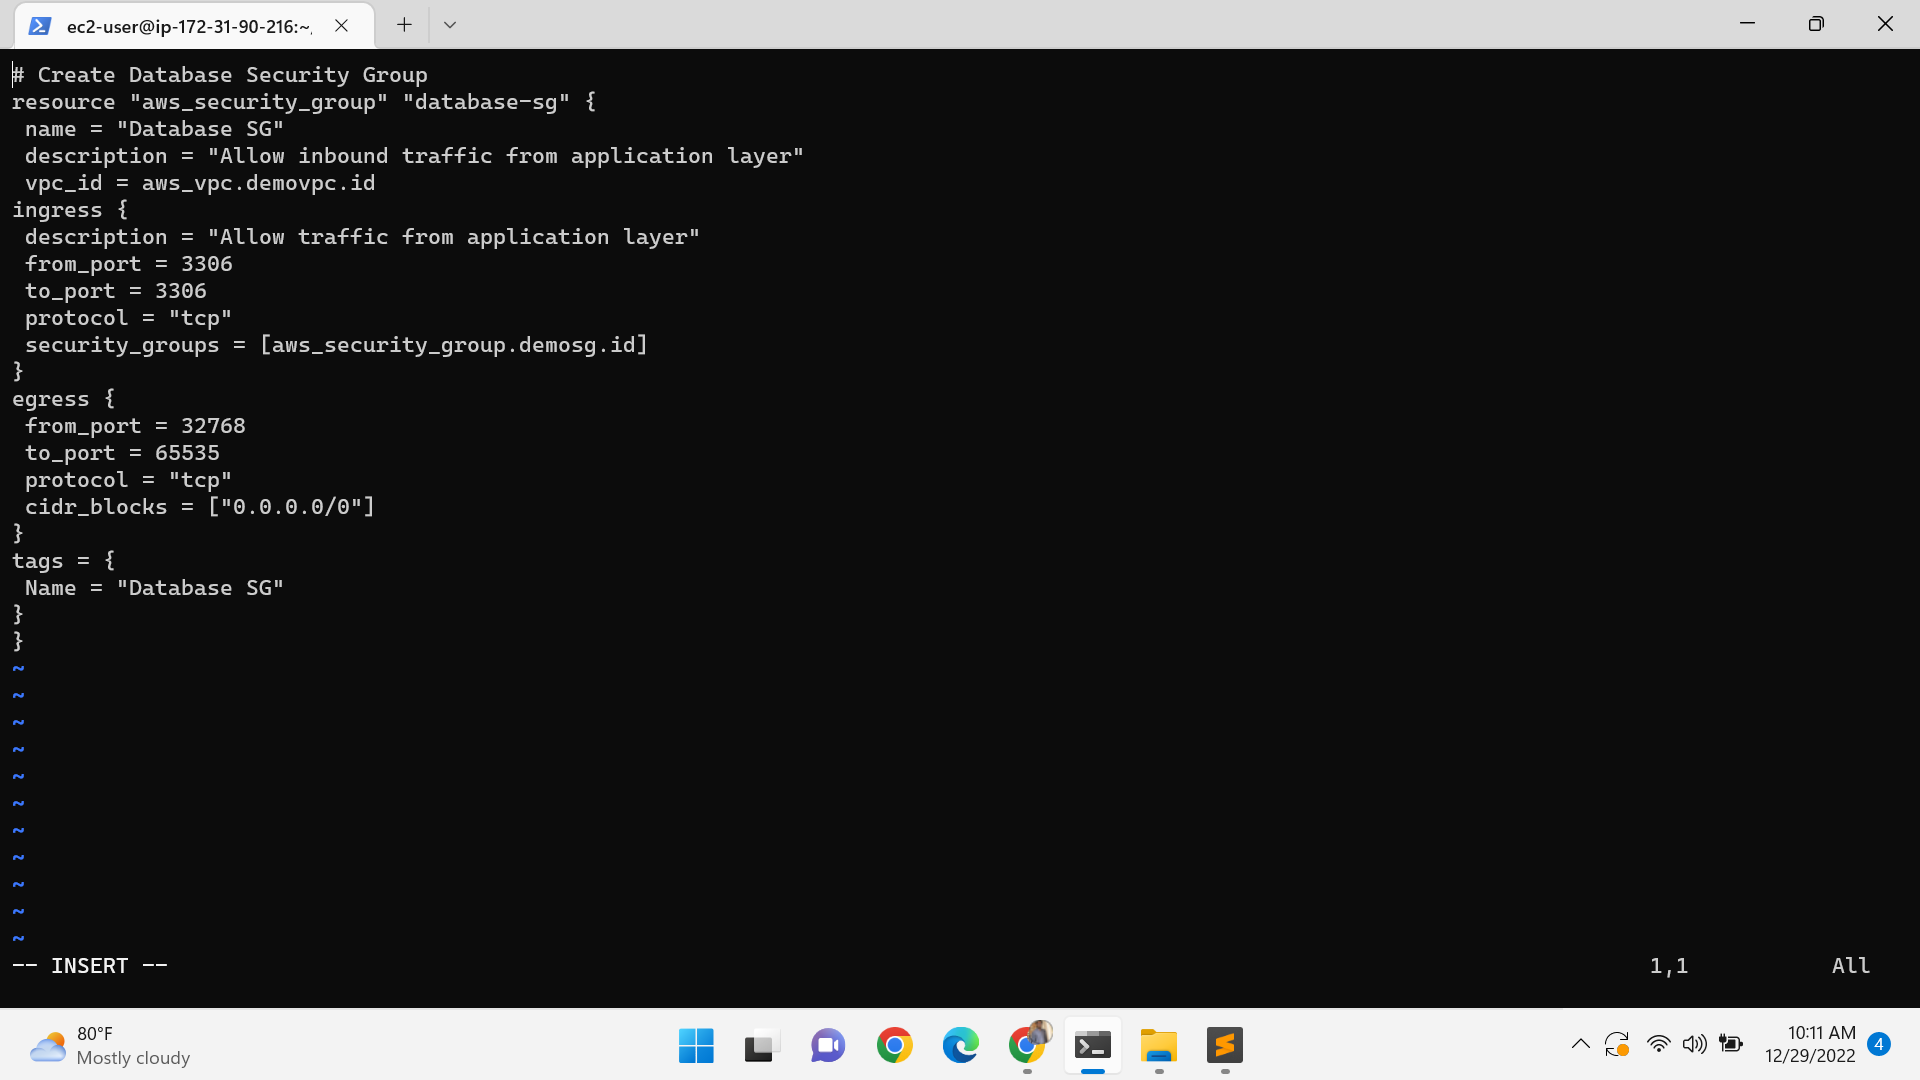 ec2-user@ip-172-31-90-216:~,
# Create Database Security Group
resource "aws_security_group" "database-sg" {
 name = "Database SG"
 description = "Allow inbound traffic from application layer"
 vpc_id = aws_vpc.demovpc.id
ingress {
 description = "Allow traffic from application layer"
 from_port = 3306
 to_port = 3306
 protocol = "tcp"
 security_groups = [aws_security_group.demosg.id]
}
egress {
 from_port = 32768
 to_port = 65535
 protocol = "tcp"
 cidr_blocks = ["0.0.0.0/0"]
}
tags = {
 Name = "Database SG"
}
}
~
~
~
~
~
~
~
~
~
~
~
-- INSERT -- 1,1 All
80°F
Mostly cloudy
10:11 AM
12/29/2022
4